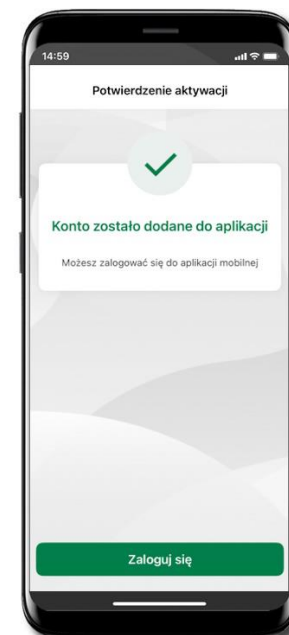 14:59
Potwierdzenie aktywacji
Konto zostało dodane do aplikacji
Możesz zalogować się do aplikacji mobilnej
Zaloguj się